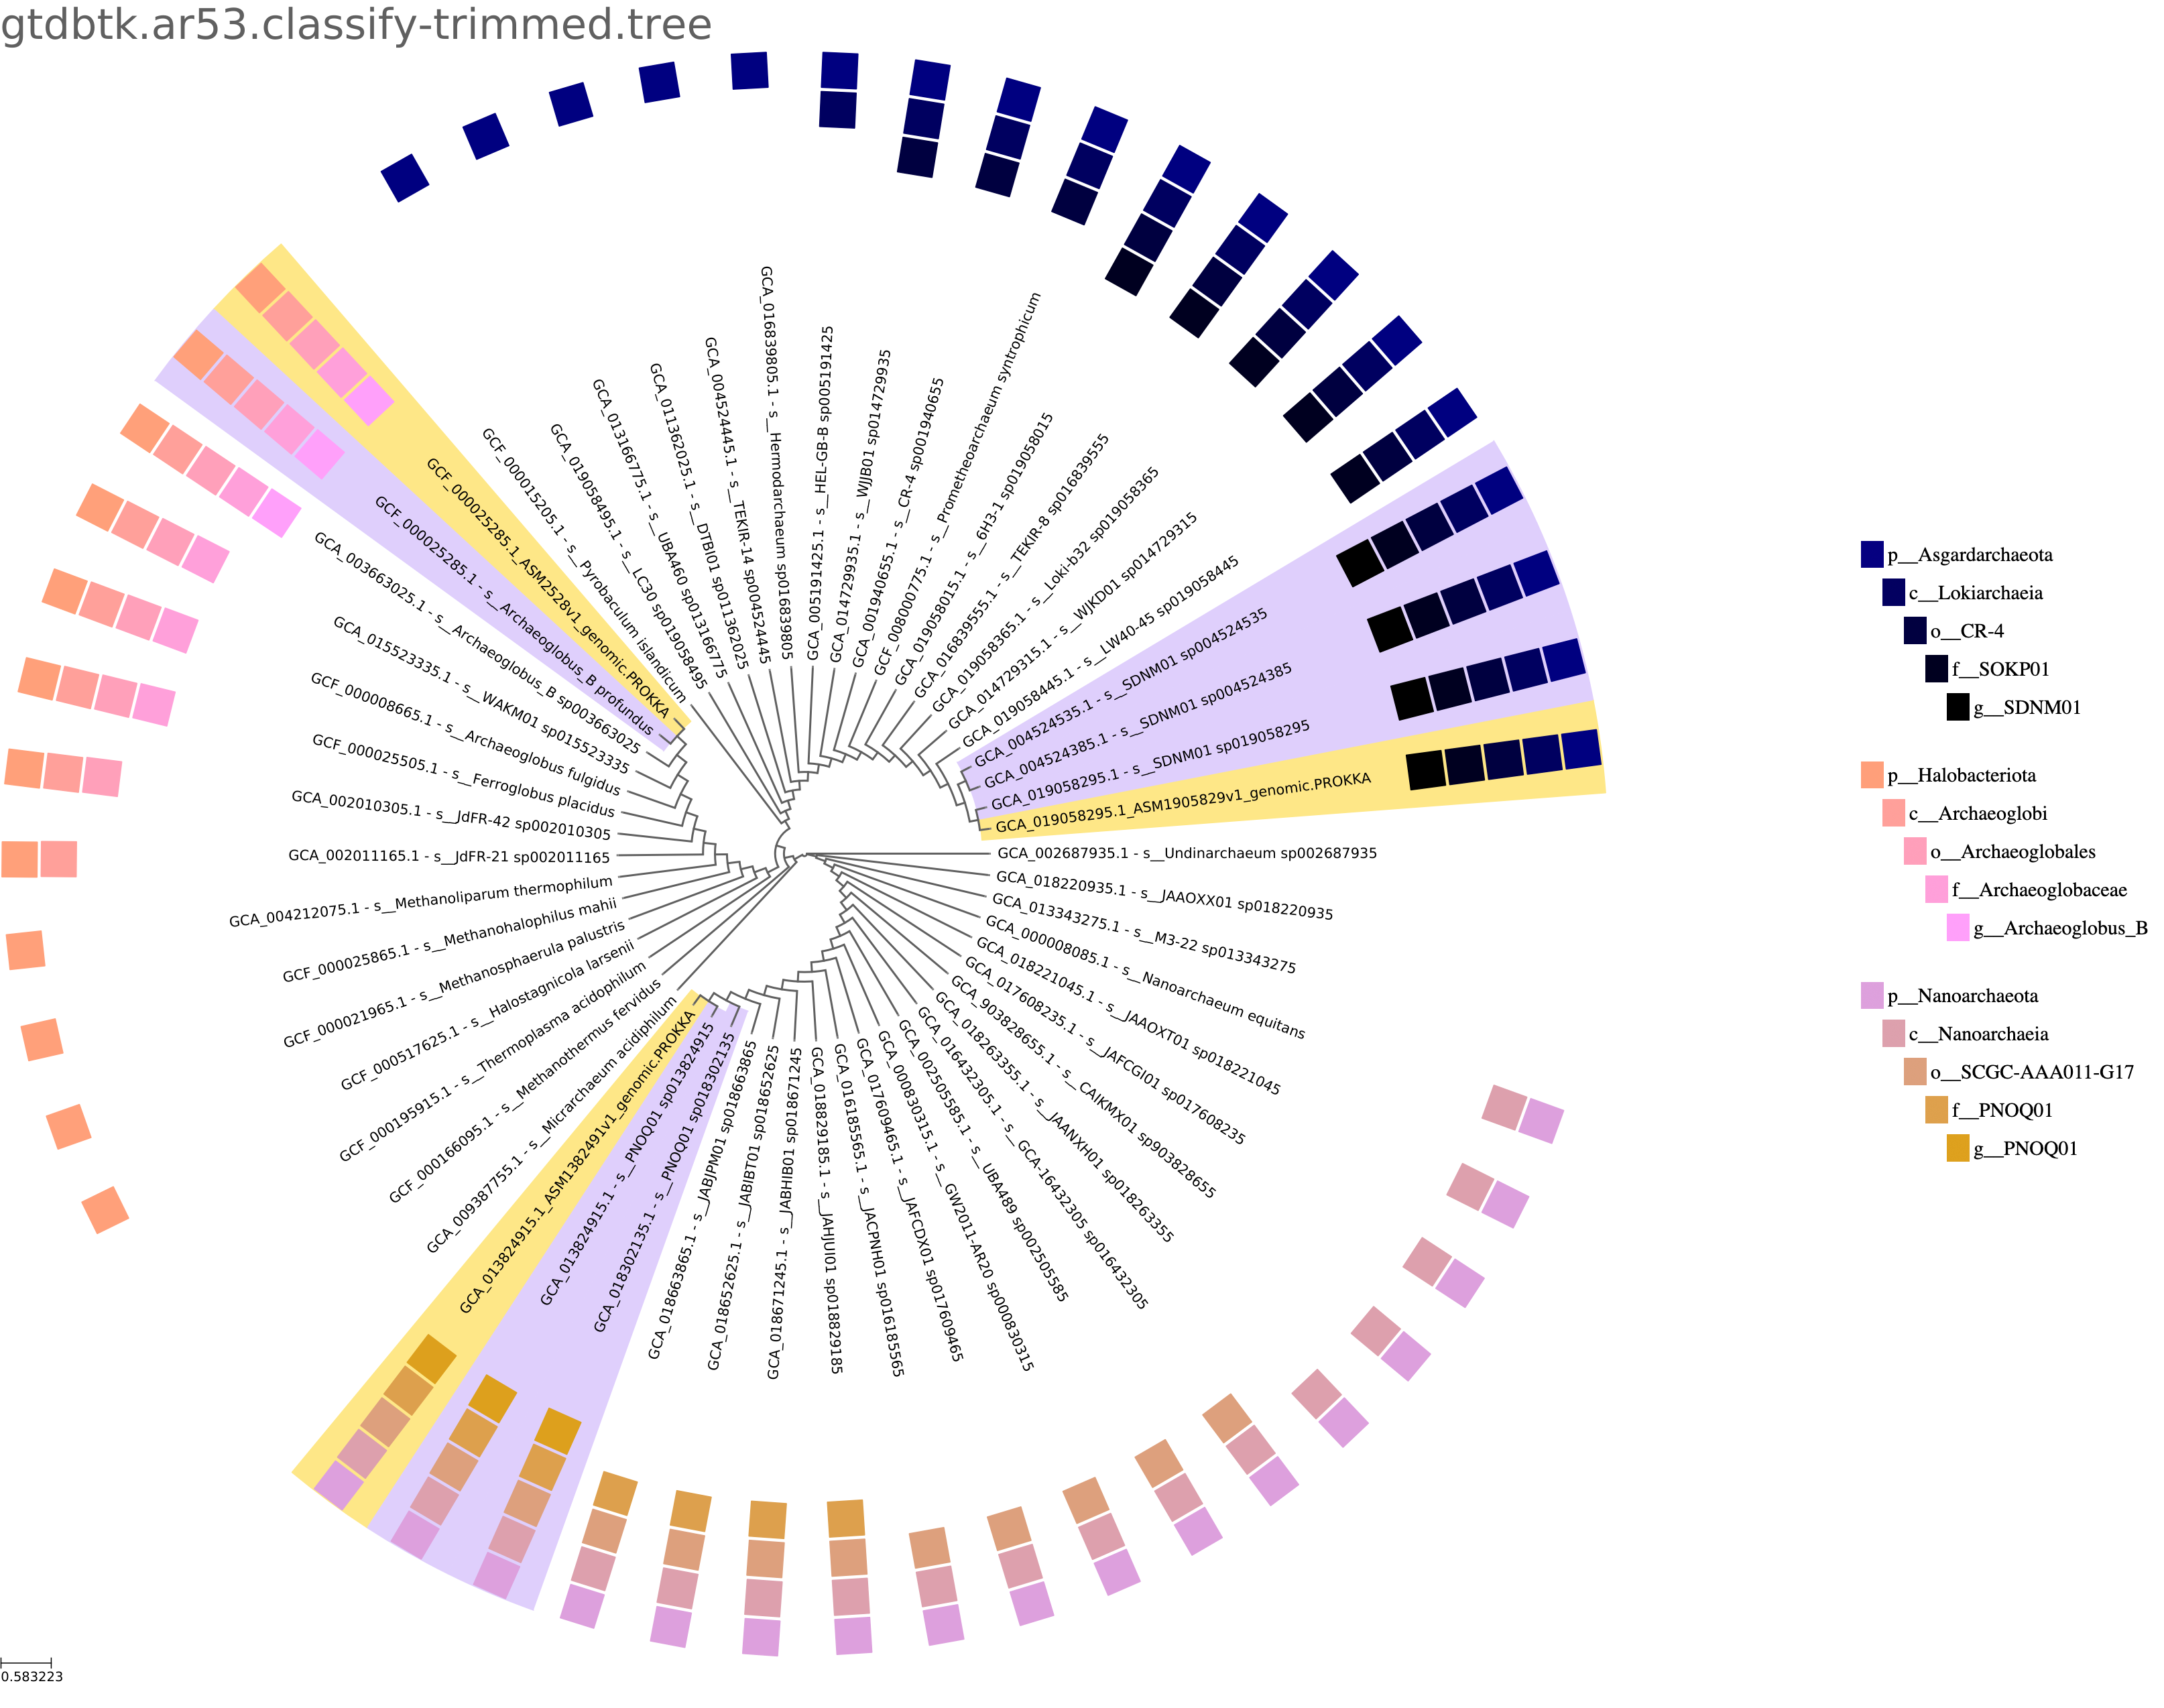 gtdbtk.ar53.classify-trimmed.tree
GCF_000025285.1_ASM2528v1_genomic.PROKKA
GCF_000015205.1 - s__Pyrobaculum islandicum
GCA_019058495.1 - s__LC30 sp019058495
GCA_013166775.1 - s__UBA460 sp013166775
GCA_011362025.1 - s__DTBI01 sp011362025
GCA_004524445.1 - s__TEKIR-14 sp004524445
GCA_016839805.1 - s__Hermodarchaeum sp016839805
GCA_005191425.1 - s__HEL-GB-B sp005191425
GCA_014729935.1 - s__WJJB01 sp014729935
GCA_001940655.1 - s__CR-4 sp001940655
GCF_008000775.1 - s__Prometheoarchaeum syntrophicum
GCA_019058015.1 - s__6H3-1 sp019058015
GCA_016839555.1 - s__TEKIR-8 sp016839555
GCA_019058365.1 - s__Loki-b32 sp019058365
GCA_014729315.1 - s__WJKD01 sp014729315
GCA_019058445.1 - s__LW40-45 sp019058445
GCA_004524535.1 - s__SDNM01 sp004524535
GCA_004524385.1 - s__SDNM01 sp004524385
GCA_019058295.1 - s__SDNM01 sp019058295
GCA_019058295.1_ASM1905829v1_genomic.PROKKA
GCA_002687935.1 - s__Undinarchaeum sp002687935
GCA_018220935.1 - s__JAAOXX01 sp018220935
GCA_013343275.1 - s__M3-22 sp013343275
GCA_000008085.1 - s__Nanoarchaeum equitans
GCA_018221045.1 - s__JAAOXT01 sp018221045
GCA_017608235.1 - s__JAFCGI01 sp017608235
GCA_903828655.1 - s__CAIKMX01 sp903828655
GCA_018263355.1 - s__JAANXH01 sp018263355
GCA_016432305.1 - s__GCA-16432305 sp016432305
GCA_002505585.1 - s__UBA489 sp002505585
GCA_000830315.1 - s__GW2011-AR20 sp000830315
GCA_017609465.1 - s__JAFCDX01 sp017609465
GCA_016185565.1 - s__JACPNH01 sp016185565
GCA_018829185.1 - s__JAHJUI01 sp018829185
GCA_018671245.1 - s__JABHIB01 sp018671245
GCA_018652625.1 - s__JABIBT01 sp018652625
GCA_018663865.1 - s__JABJPM01 sp018663865
GCA_018302135.1 - s__PNOQ01 sp018302135
GCA_013824915.1 - s__PNOQ01 sp013824915
GCA_013824915.1_ASM1382491v1_genomic.PROKKA
GCA_009387755.1 - s__Micrarchaeum acidiphilum
GCF_000166095.1 - s__Methanothermus fervidus
GCF_000195915.1 - s__Thermoplasma acidophilum
GCF_000517625.1 - s__Halostagnicola larsenii
GCF_000021965.1 - s__Methanosphaerula palustris
GCF_000025865.1 - s__Methanohalophilus mahii
GCA_004212075.1 - s__Methanoliparum thermophilum
GCA_002011165.1 - s__JdFR-21 sp002011165
GCA_002010305.1 - s__JdFR-42 sp002010305
GCF_000025505.1 - s__Ferroglobus placidus
GCF_000008665.1 - s__Archaeoglobus fulgidus
GCA_015523335.1 - s__WAKM01 sp015523335
GCA_003663025.1 - s__Archaeoglobus_B sp003663025
GCF_000025285.1 - s__Archaeoglobus_B profundus
p__Asgardarchaeota
c__Lokiarchaeia
o__CR-4
f__SOKP01
g__SDNM01
p__Halobacteriota
c__Archaeoglobi
o__Archaeoglobales
f__Archaeoglobaceae
g__Archaeoglobus_B
p__Nanoarchaeota
c__Nanoarchaeia
o__SCGC-AAA011-G17
f__PNOQ01
g__PNOQ01
0.583223